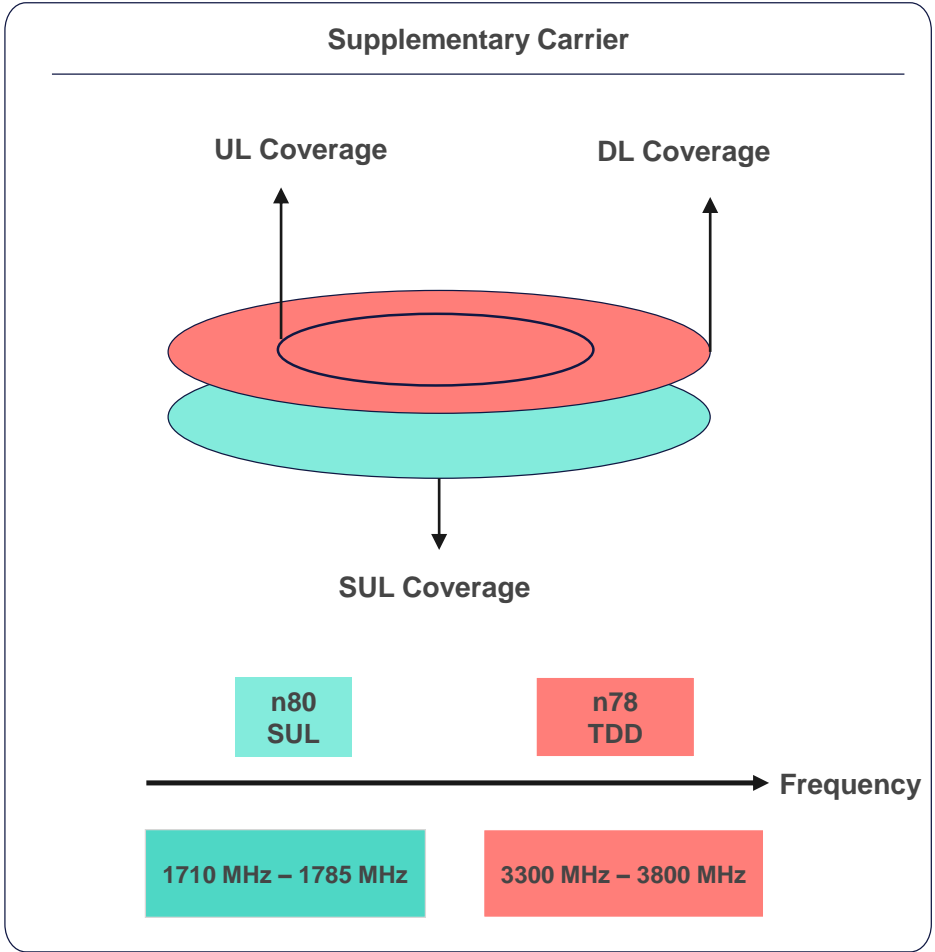 Supplementary Carrier
UL Coverage
DL Coverage
SUL Coverage
n80
SUL
n78
TDD
Frequency
1710 MHz – 1785 MHz
3300 MHz – 3800 MHz